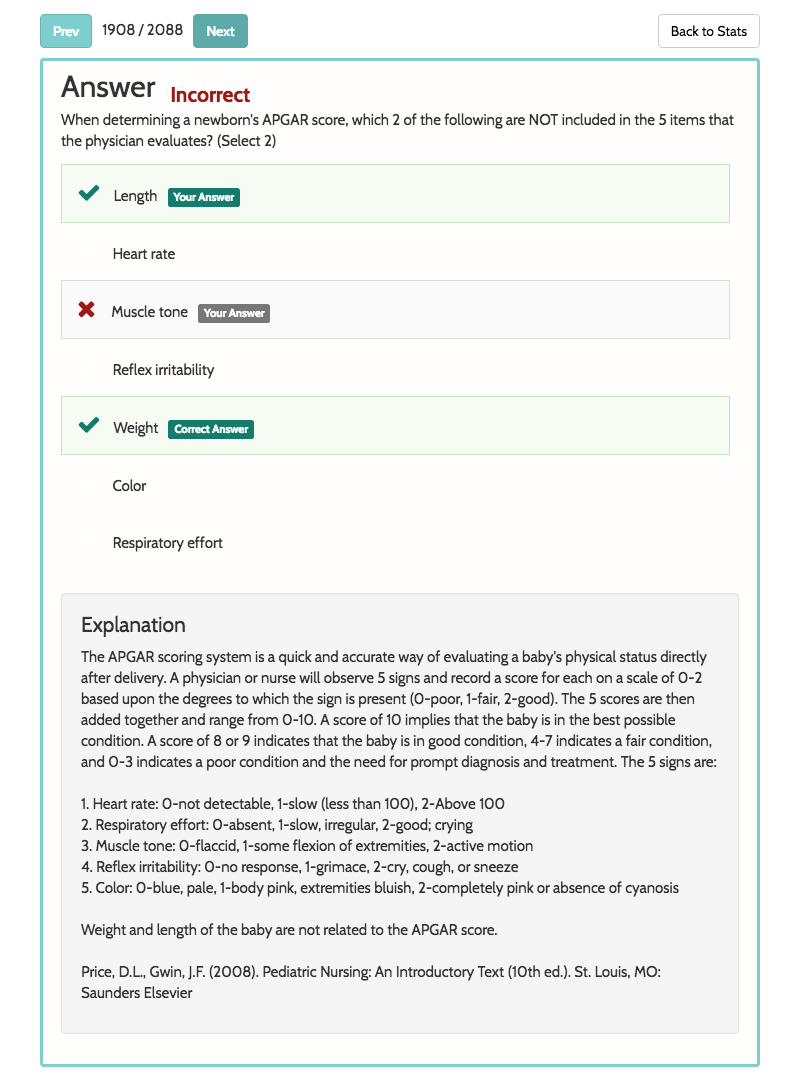 Prev 1908 / 2088 Next Back to Stats
Answer Incorrect
When determining a newborn's APGAR score, which 2 of the following are NOT included in the 5 items that
the physician evaluates? (Select 2)
Length Your Answer
Heart rate
Muscle tone Your Answer
Reflex irritability
Weight Correct Answer
Color
Respiratory effort
Explanation
The APGAR scoring system is a quick and accurate way of evaluating a baby's physical status directly
after delivery. A physician or nurse will observe 5 signs and record a score for each on a scale of 0-2
based upon the degrees to which the sign is present (0-poor, 1-fair, 2-good). The 5 scores are then
added together and range from 0-10. A score of 10 implies that the baby is in the best possible
condition. A score of 8 or 9 indicates that the baby is in good condition, 4-7 indicates a fair condition,
and 0-3 indicates a poor condition and the need for prompt diagnosis and treatment. The 5 signs are:
1. Heart rate: 0-not detectable, 1-slow (less than 100), 2-Above 100
2. Respiratory effort: 0-absent, 1-slow, irregular, 2-good; crying
3. Muscle tone: 0-flaccid, 1-some flexion of extremities, 2-active motion
4. Reflex irritability: 0-no response, 1-grimace, 2-cry, cough, or sneeze
5. Color: 0-blue, pale, 1-body pink, extremities bluish, 2-completely pink or absence of cyanosis
Weight and length of the baby are not related to the APGAR score.
Price, D.L., Gwin, J.F. (2008). Pediatric Nursing: An Introductory Text (10th ed.). St. Louis, MO:
Saunders Elsevier